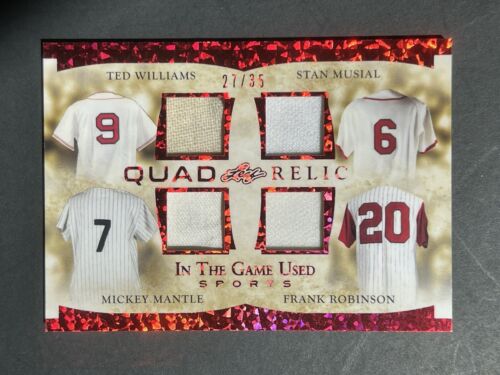 TED WILLIAMS
27/35
STAN MUSIAL
9
6
QUAD Leaf RELIC
7
20
IN THE GAME USED
SPORTS
MICKEY MANTLE
FRANK ROBINSON